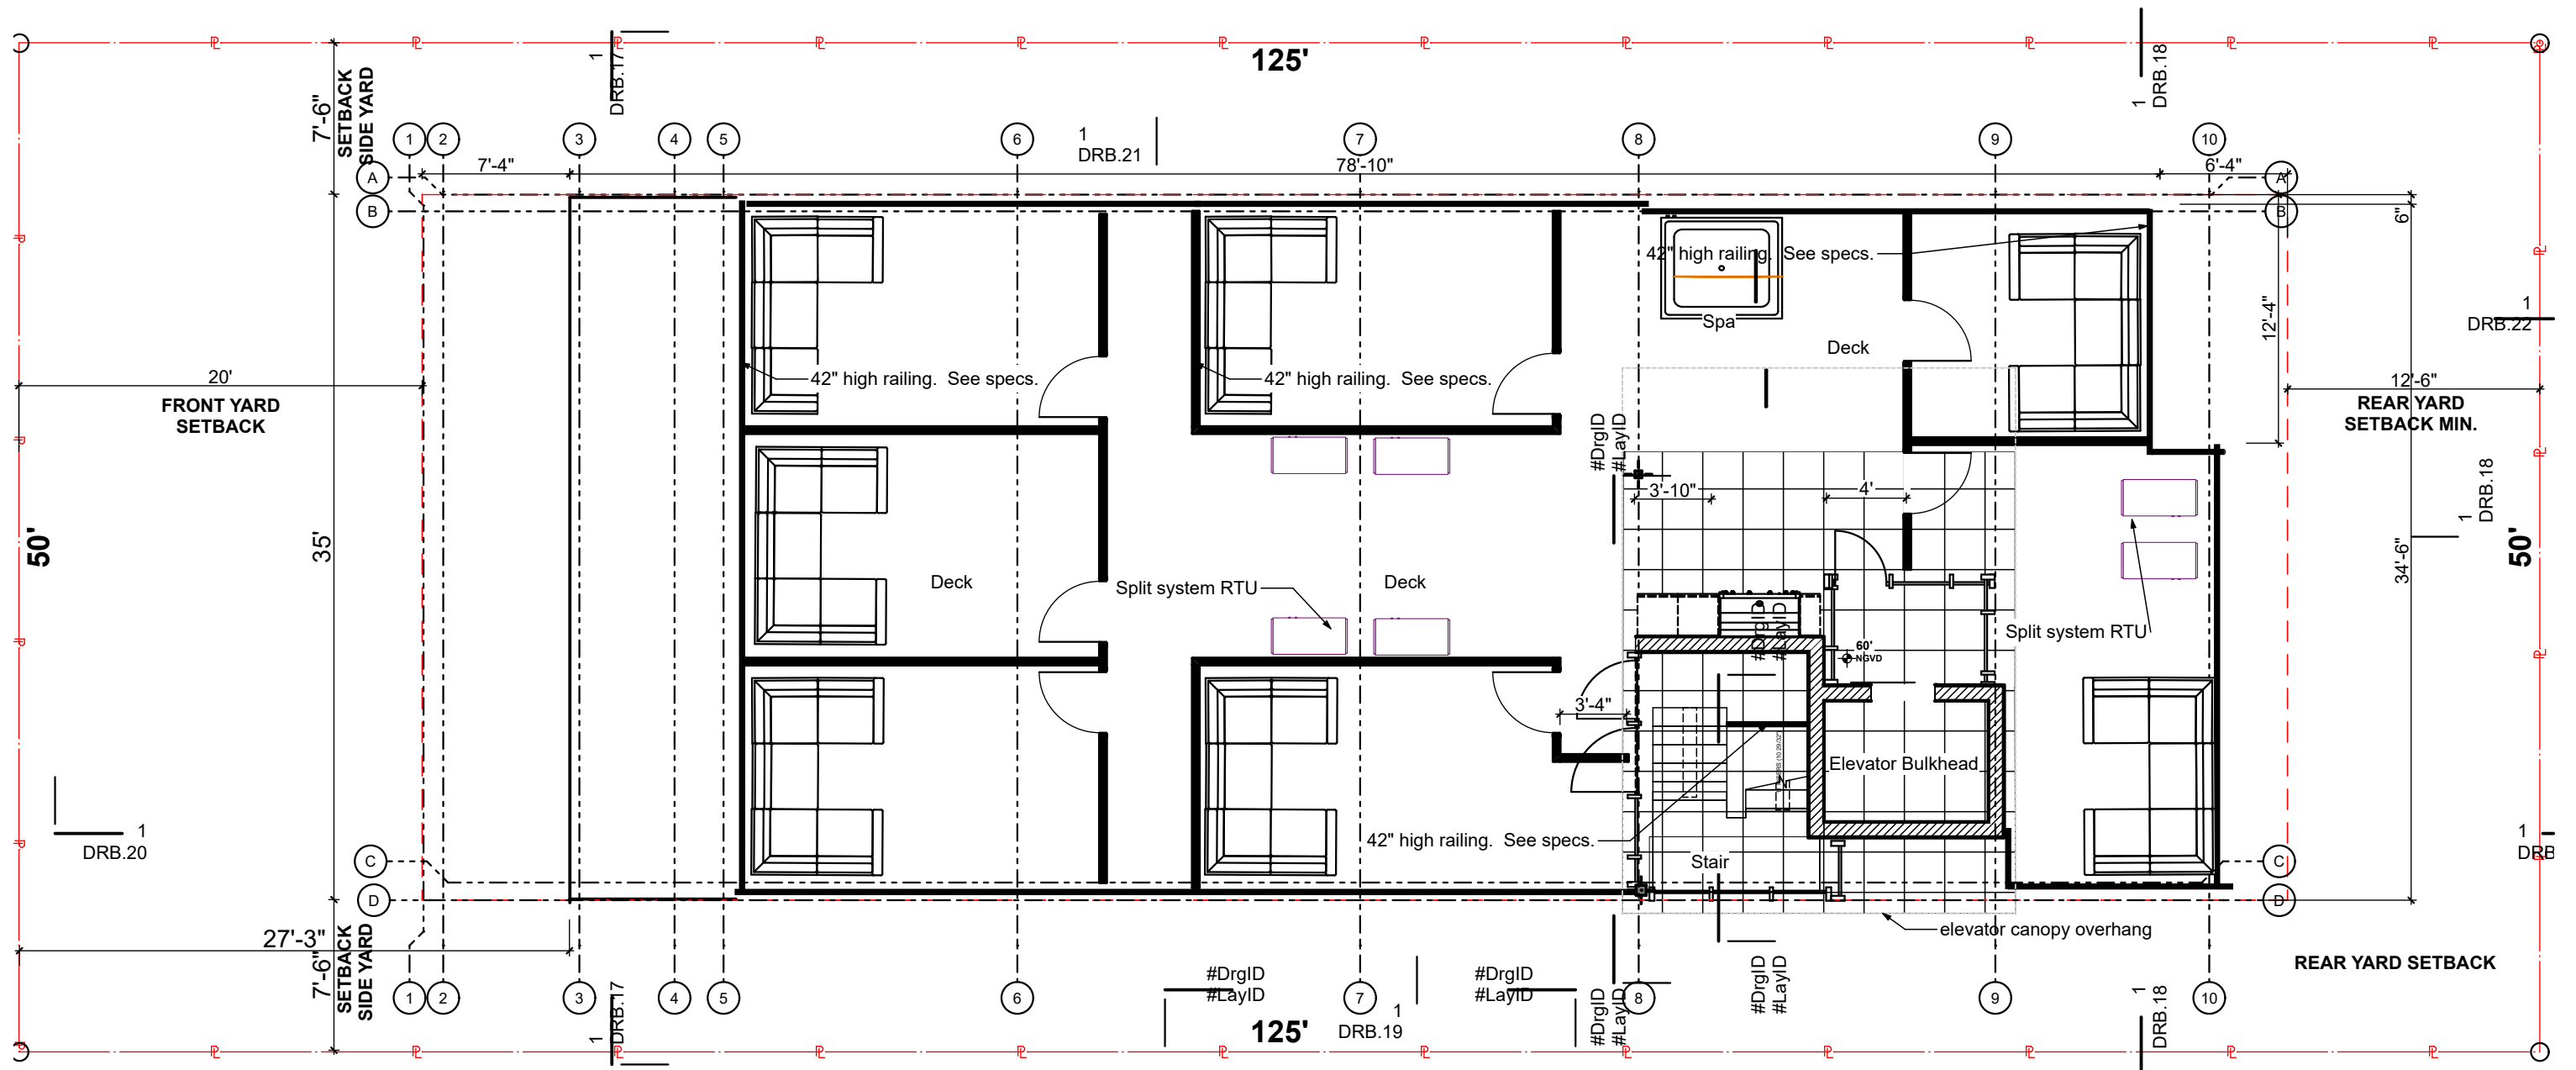 125'
1
DRB.17
1
DRB.18
7'-6"
SETBACK
SIDE YARD
1
2
3
4
5
6
7
8
9
10
1
DRB.21
7'-4"
78'-10"
6'-4"
A
A
B
B
6"
42" high railing. See specs.
Spa
Deck
12'-4"
1
DRB.22
20'
FRONT YARD
SETBACK
42" high railing. See specs.
42" high railing. See specs.
12'-6"
REAR YARD
SETBACK MIN.
#DrgID
#LayID
3'-10"
4'
1
DRB.18
50'
35'
50'
34'-6"
Deck
Split system RTU
Deck
#DrgID
#LayID
60'
NGVD
Split system RTU
3'-4"
Elevator Bulkhead
42" high railing. See specs.
Stair
1
DRB.20
1
DRB
C
C
D
D
elevator canopy overhang
27'-3"
7'-6"
SETBACK
SIDE YARD
REAR YARD SETBACK
#DrgID
#LayID
#DrgID
#LayID
#DrgID
#LayID
#DrgID
#LayID
1
2
3
4
5
6
7
8
9
10
1
DRB.17
125'
1
DRB.19
1
DRB.18